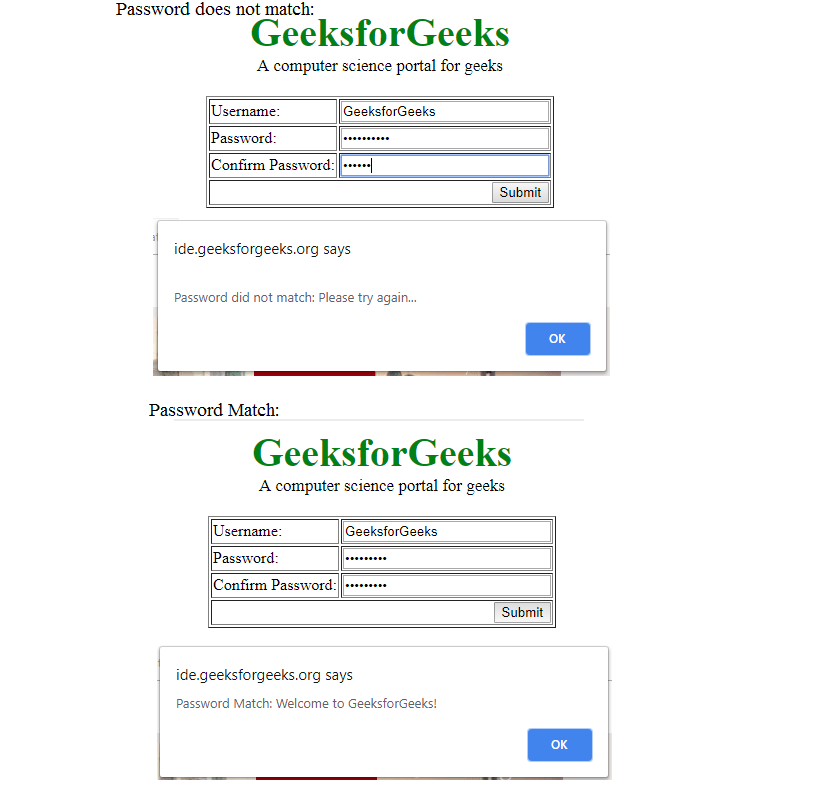 Password does not match:
GeeksforGeeks
A computer science portal for geeks
Username: GeeksforGeeks
Password: ••••••••••
Confirm Password: ••••••
Submit
ide.geeksforgeeks.org says
Password did not match: Please try again...
OK
Password Match:
GeeksforGeeks
A computer science portal for geeks
Username: GeeksforGeeks
Password: •••••••••
Confirm Password: •••••••••
Submit
ide.geeksforgeeks.org says
Password Match: Welcome to GeeksforGeeks!
OK